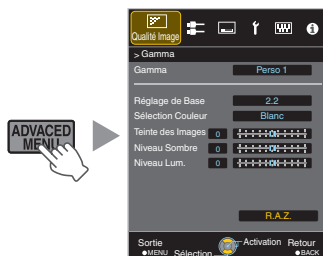 ADVACED
MENU
Qualité Image
> Gamma
Gamma Perso 1
Réglage de Base 2.2
Sélection Couleur Blanc
Teinte des Images 0
Niveau Sombre 0
Niveau Lum. 0
R.A.Z.
Sortie Activation Retour
●MENU Sélection ●BACK